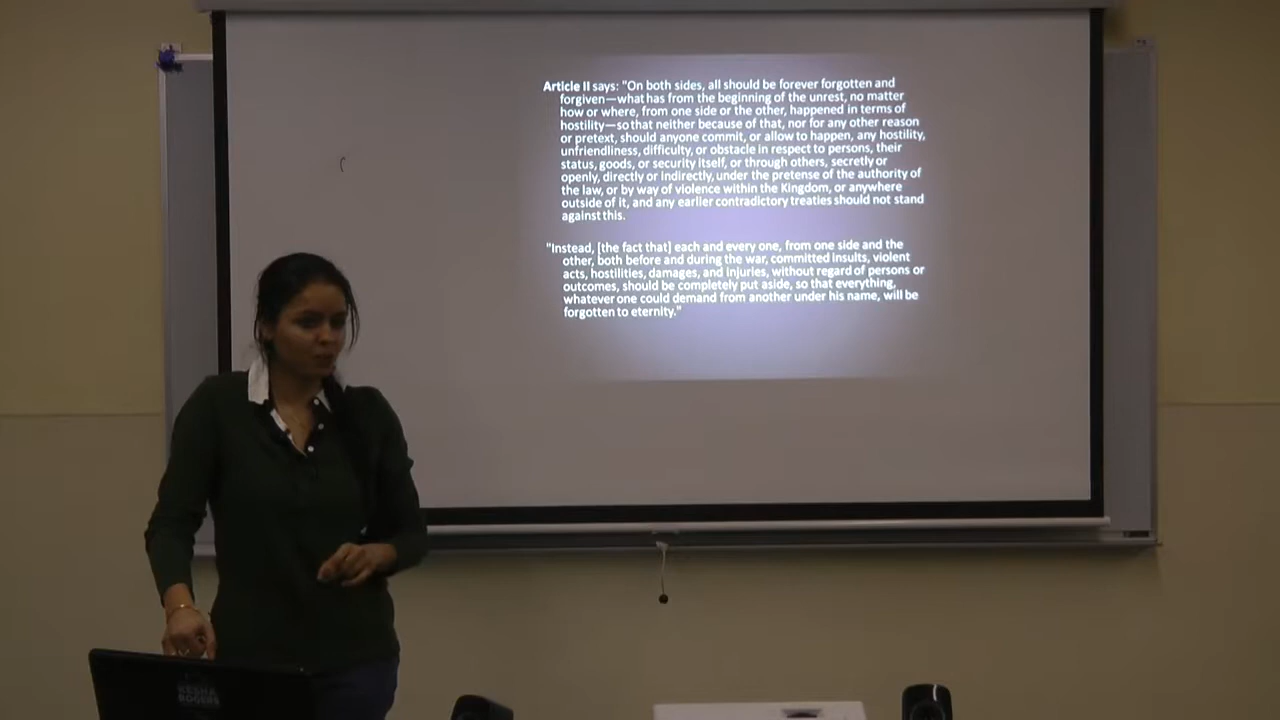 Article II says: "On both sides, all should be forever forgotten and
forgiven—what has from the beginning of the unrest, no matter
how or where, from one side or the other, happened in terms of
hostility—so that neither because of that, nor for any other reason
or pretext, should anyone commit, or allow to happen, any hostility,
unfriendliness, difficulty, or obstacle in respect to persons, their
status, goods, or security itself, or through others, secretly or
openly, directly or indirectly, under the pretense of the authority of
the law, or by way of violence within the Kingdom, or anywhere
outside of it, and any earlier contradictory treaties should not stand
against this.
"Instead, [the fact that] each and every one, from one side and the
other, both before and during the war, committed insults, violent
acts, hostilities, damages, and injuries, without regard of persons or
outcomes, should be completely put aside, so that everything,
whatever one could demand from another under his name, will be
forgotten to eternity."
KESHA
ROGERS